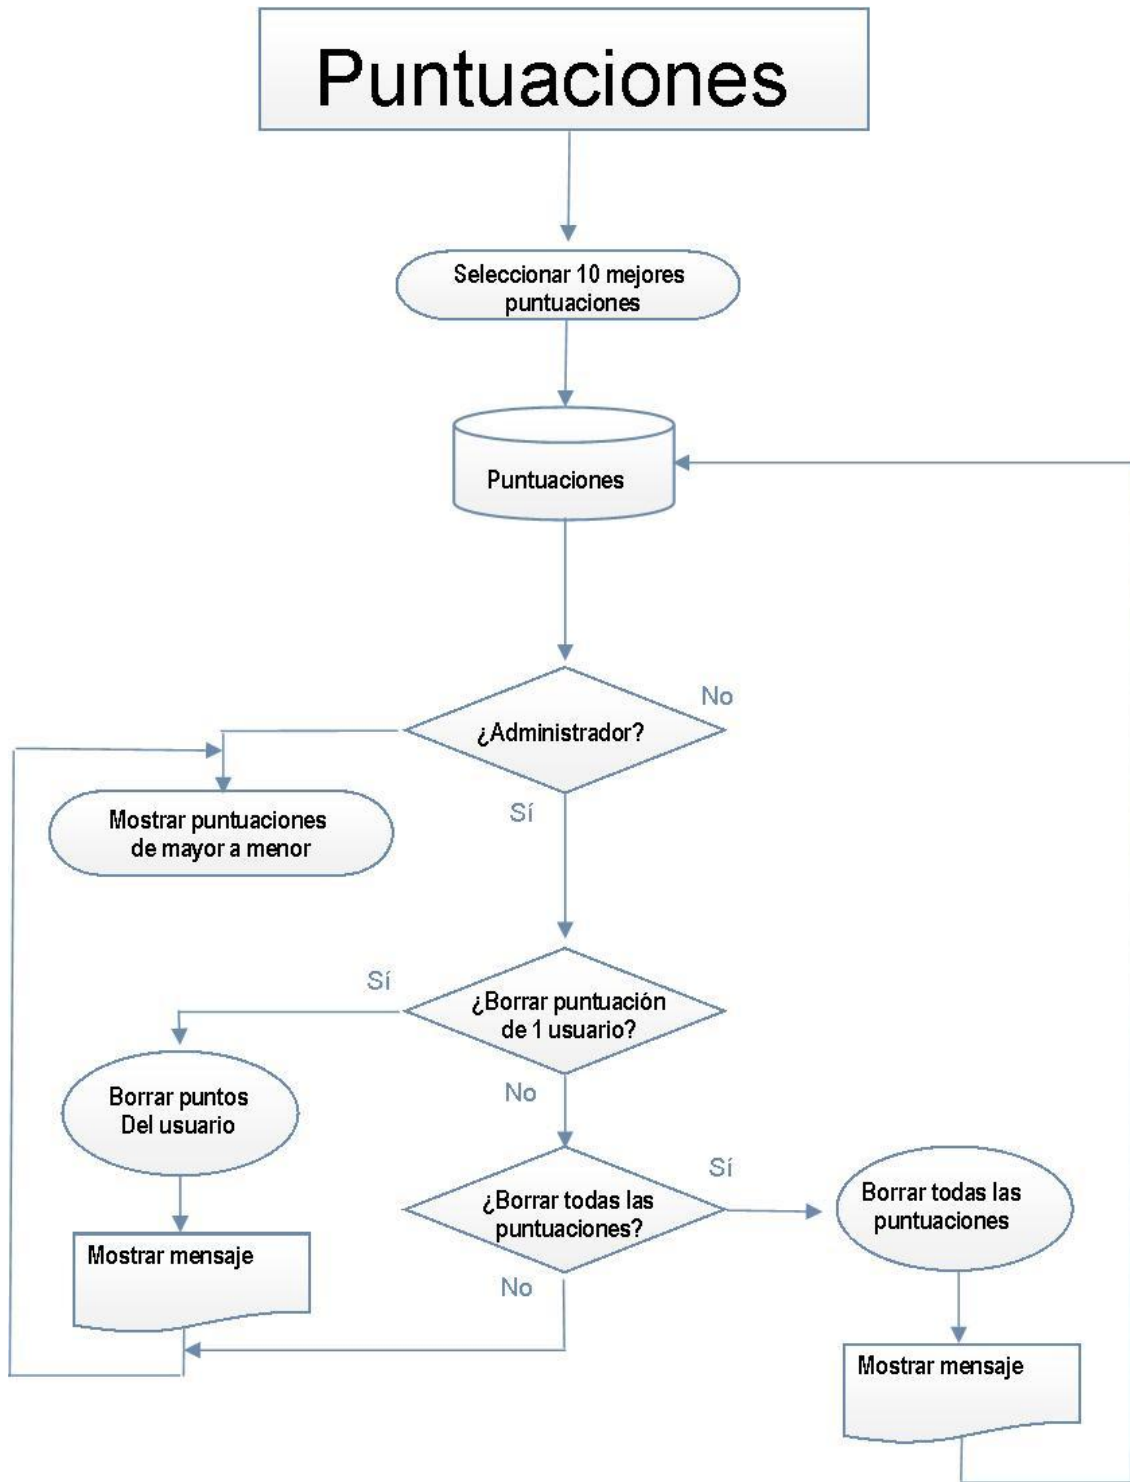 Puntuaciones
Seleccionar 10 mejores
puntuaciones
Puntuaciones
No
¿Administrador?
Sí
Mostrar puntuaciones
de mayor a menor
Sí
¿Borrar puntuación
de 1 usuario?
No
Borrar puntos
Del usuario
Sí
¿Borrar todas las
puntuaciones?
No
Borrar todas las
puntuaciones
Mostrar mensaje
Mostrar mensaje